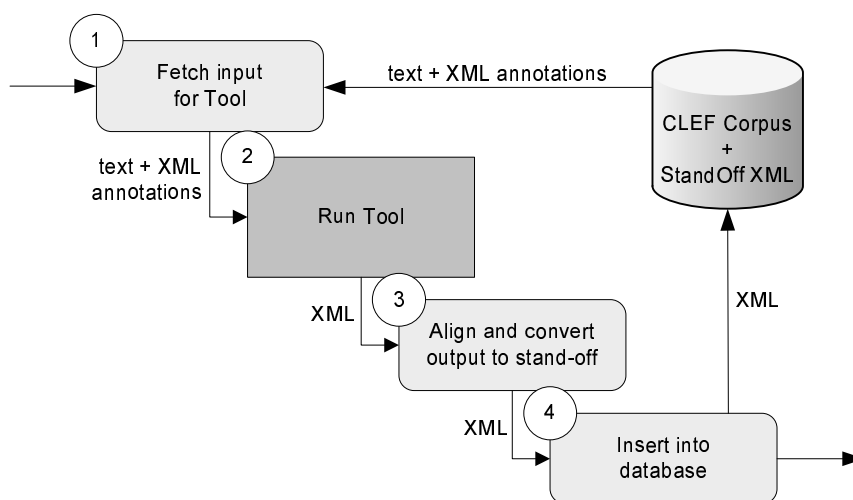 1
Fetch input
for Tool
text + XML annotations
CLEF Corpus
+
StandOff XML
text + XML
annotations
2
Run Tool
XML
3
Align and convert
output to stand-off
XML
XML
4
Insert into
database